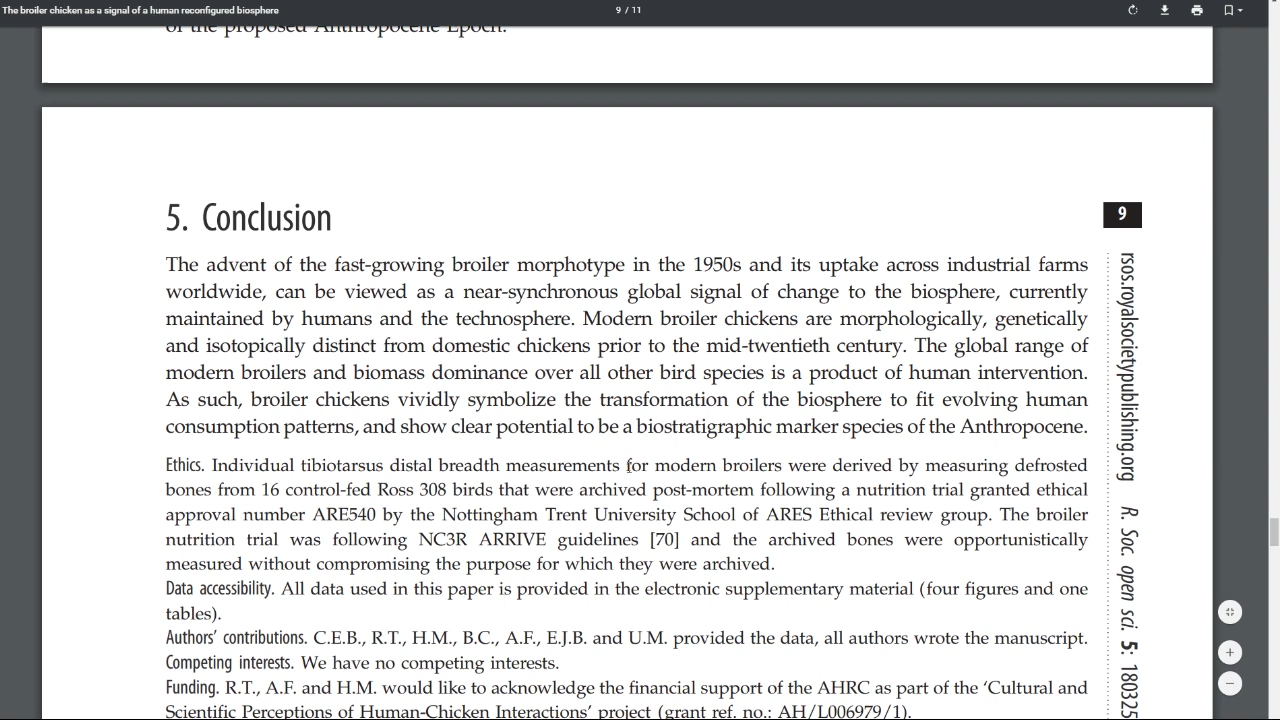 The broiler chicken as a signal of a human reconfigured biosphere
9 / 11
of the proposed Anthropocene Epoch.
5. Conclusion
9
The advent of the fast-growing broiler morphotype in the 1950s and its uptake across industrial farms
worldwide, can be viewed as a near-synchronous global signal of change to the biosphere, currently
maintained by humans and the technosphere. Modern broiler chickens are morphologically, genetically
and isotopically distinct from domestic chickens prior to the mid-twentieth century. The global range of
modern broilers and biomass dominance over all other bird species is a product of human intervention.
As such, broiler chickens vividly symbolize the transformation of the biosphere to fit evolving human
consumption patterns, and show clear potential to be a biostratigraphic marker species of the Anthropocene.
Ethics. Individual tibiotarsus distal breadth measurements for modern broilers were derived by measuring defrosted
bones from 16 control-fed Ross 308 birds that were archived post-mortem following a nutrition trial granted ethical
approval number ARE540 by the Nottingham Trent University School of ARES Ethical review group. The broiler
nutrition trial was following NC3R ARRIVE guidelines [70] and the archived bones were opportunistically
measured without compromising the purpose for which they were archived.
Data accessibility. All data used in this paper is provided in the electronic supplementary material (four figures and one
tables).
Authors' contributions. C.E.B., R.T., H.M., B.C., A.F., E.J.B. and U.M. provided the data, all authors wrote the manuscript.
Competing interests. We have no competing interests.
Funding. R.T., A.F. and H.M. would like to acknowledge the financial support of the AHRC as part of the 'Cultural and
Scientific Perceptions of Human-Chicken Interactions' project (grant ref. no.: AH/L006979/1).
rsos.royalsocietypublishing.org R. Soc. open sci. 5: 180325